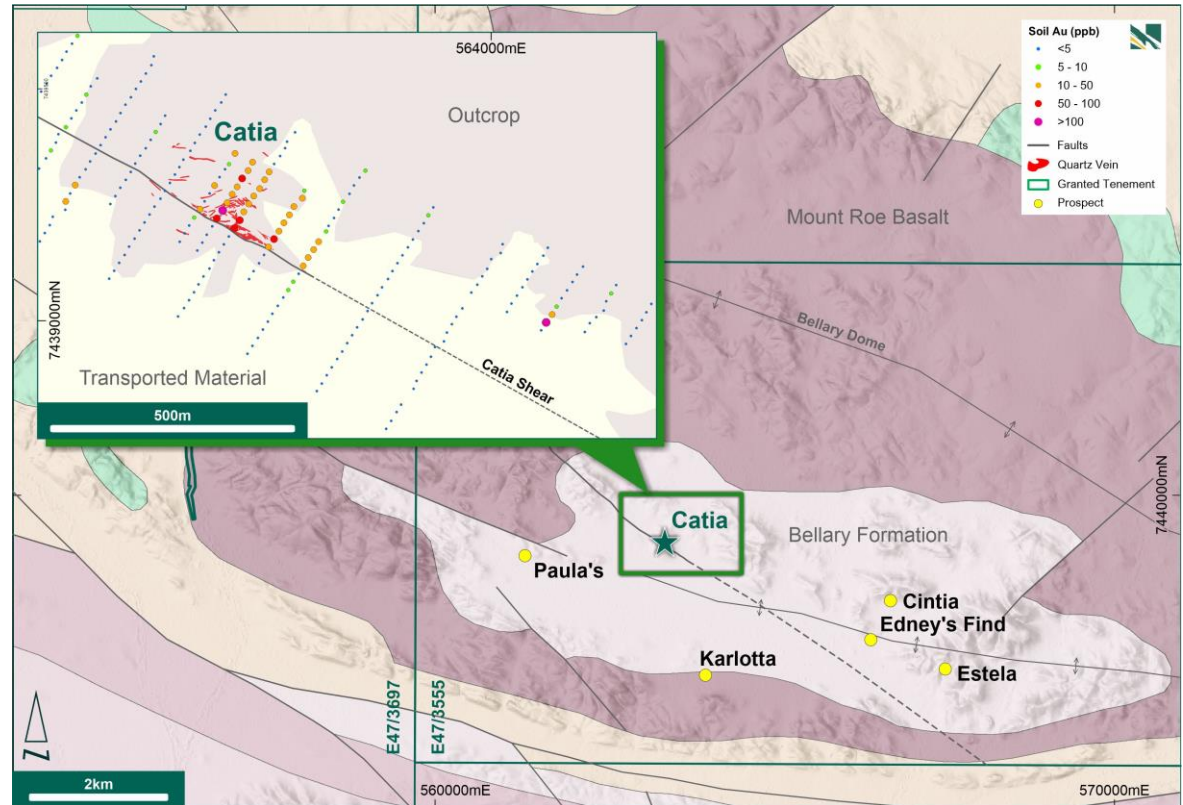 564000mE
Outcrop
Catia
7439000mN
Transported Material
Catia Shear
500m
Soil Au (ppb)
<5
5 - 10
10 - 50
50 - 100
>100
Faults
Quartz Vein
Granted Tenement
Prospect
Mount Roe Basalt
Bellary Dome
7440000mN
Catia
Bellary Formation
Paula's
Cintia
Edney's Find
Karlotta
Estela
E47/3697
E47/3555
N
2km
560000mE
570000mE